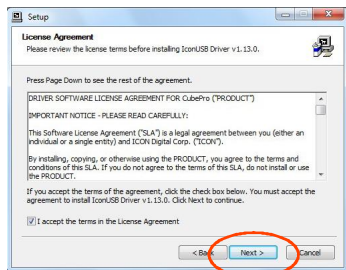 Setup
License Agreement
Please review the license terms before installing IconUSB Driver v1.13.0.
Press Page Down to see the rest of the agreement.
DRIVER SOFTWARE LICENSE AGREEMENT FOR CubePro ("PRODUCT")
IMPORTANT NOTICE - PLEASE READ CAREFULLY:
This Software License Agreement ("SLA") is a legal agreement between you (either an
individual or a single entity) and ICON Digital Corp. ("ICON").
By installing, copying, or otherwise using the PRODUCT, you agree to the terms and
conditions of this SLA. If you do not agree to the terms of this SLA, do not install or use
the PRODUCT.
If you accept the terms of the agreement, click the check box below. You must accept the
agreement to install IconUSB Driver v1.13.0. Click Next to continue.
I accept the terms in the License Agreement
< Back Next > Cancel